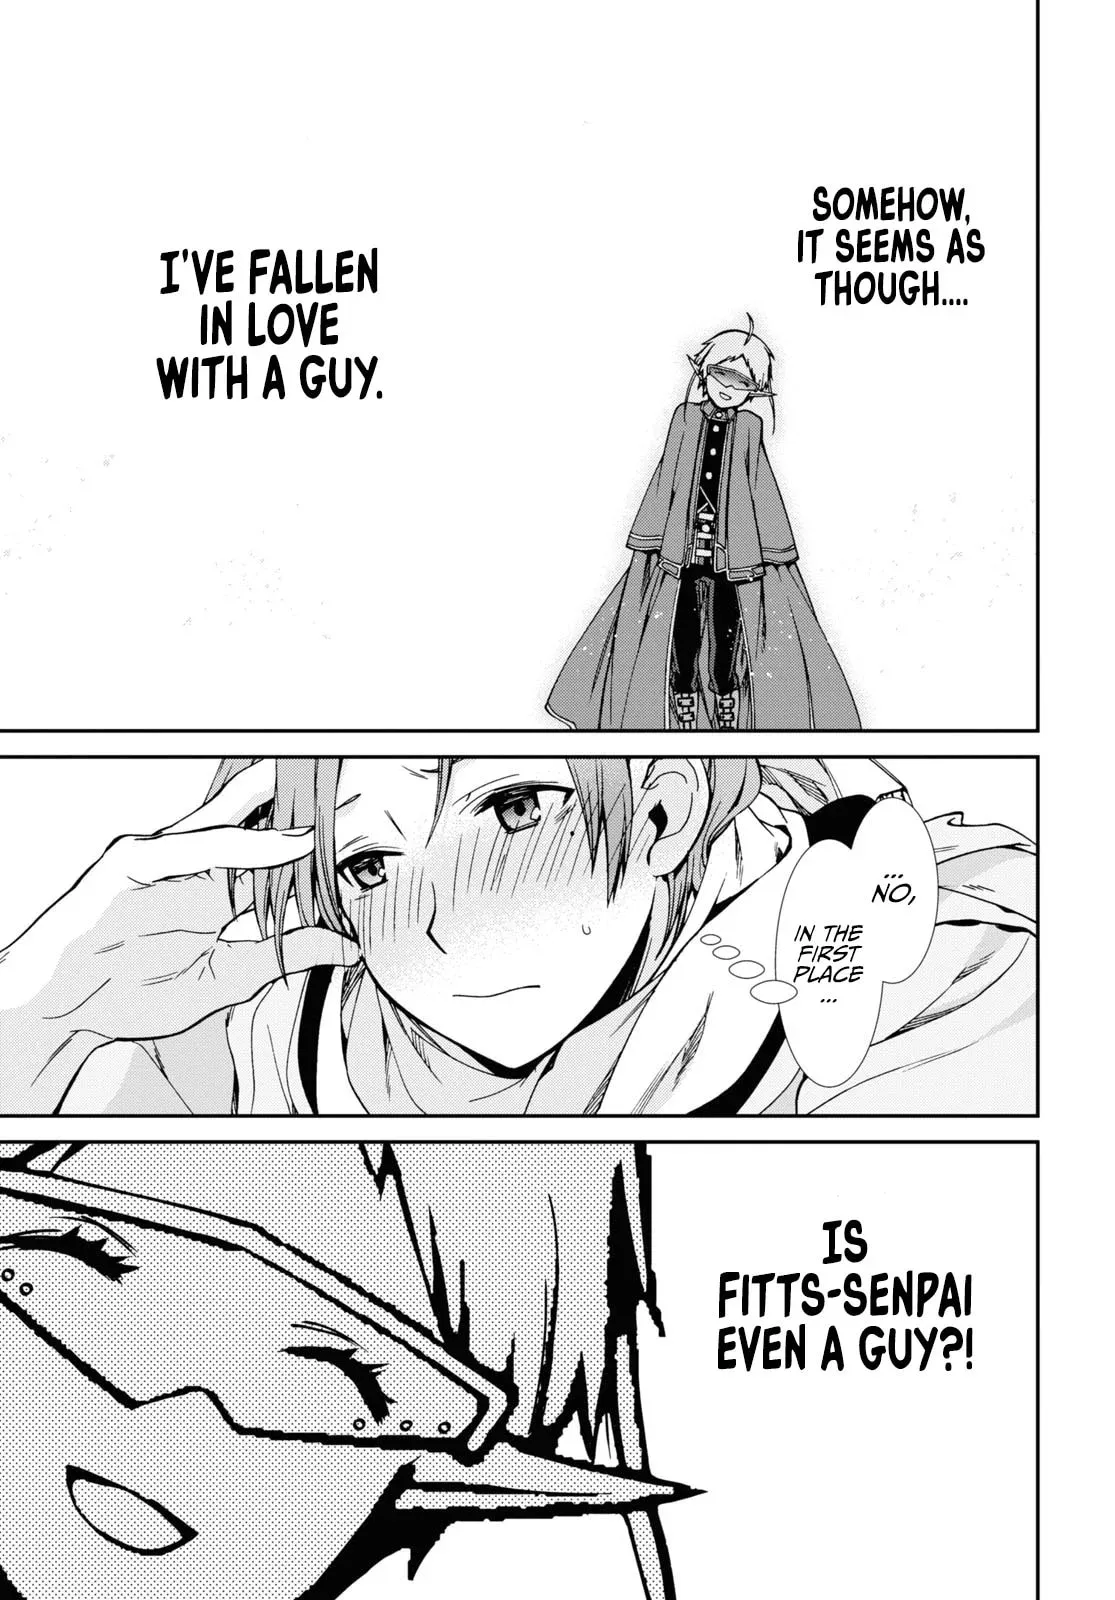 SOMEHOW,
IT SEEMS AS
THOUGH....
I'VE FALLEN
IN LOVE
WITH A GUY.
...
NO,
IN THE
FIRST
PLACE
...
IS
FITTS-SENPAI
EVEN A GUY?!